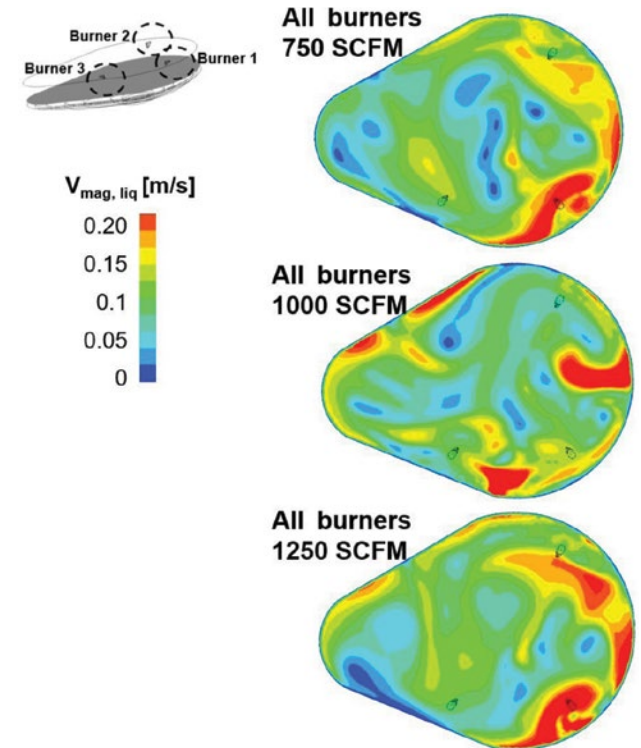 Burner 2
Burner 1
Burner 3
All burners
750 SCFM
V mag, liq [m/s]
0.20
0.15
0.1
0.05
0
All burners
1000 SCFM
All burners
1250 SCFM